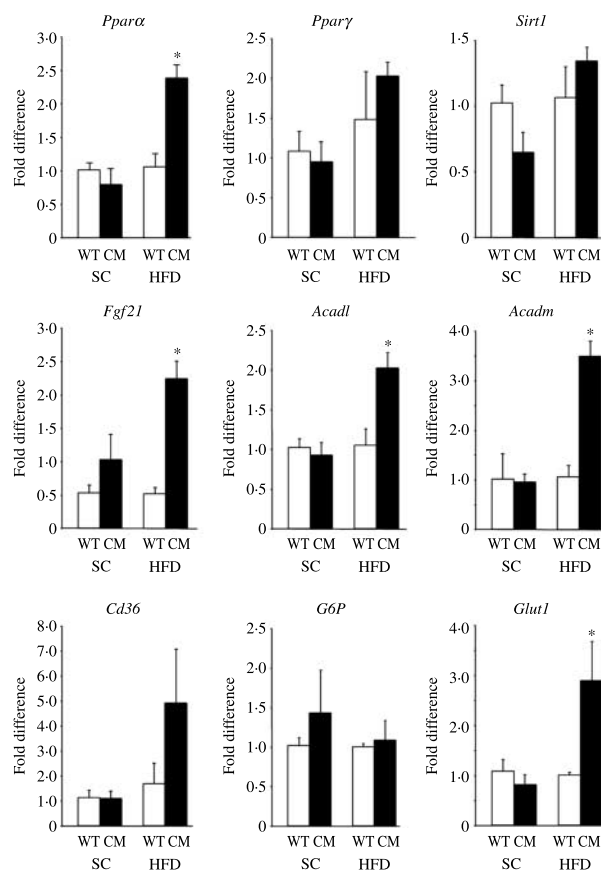 Pparα
Fold difference
3·0
2·5
2·0
1·5
1·0
0·5
0
*
WT CM WT CM
SC HFD
Pparγ
Fold difference
2·5
2·0
1·5
1·0
0·5
0
WT CM WT CM
SC HFD
Sirt1
Fold difference
1·5
1·0
0·5
0
WT CM WT CM
SC HFD
Fgf21
Fold difference
3·0
2·5
2·0
1·5
1·0
0·5
0
*
WT CM WT CM
SC HFD
Acadl
Fold difference
2·5
2·0
1·5
1·0
0·5
0
*
WT CM WT CM
SC HFD
Acadm
Fold difference
4·0
3·0
2·0
1·0
0
*
WT CM WT CM
SC HFD
Cd36
Fold difference
8·0
7·0
6·0
5·0
4·0
3·0
2·0
1·0
0
WT CM WT CM
SC HFD
G6P
Fold difference
2·5
2·0
1·5
1·0
0·5
0
WT CM WT CM
SC HFD
Glut1
Fold difference
4·0
3·0
2·0
1·0
0
*
WT CM WT CM
SC HFD